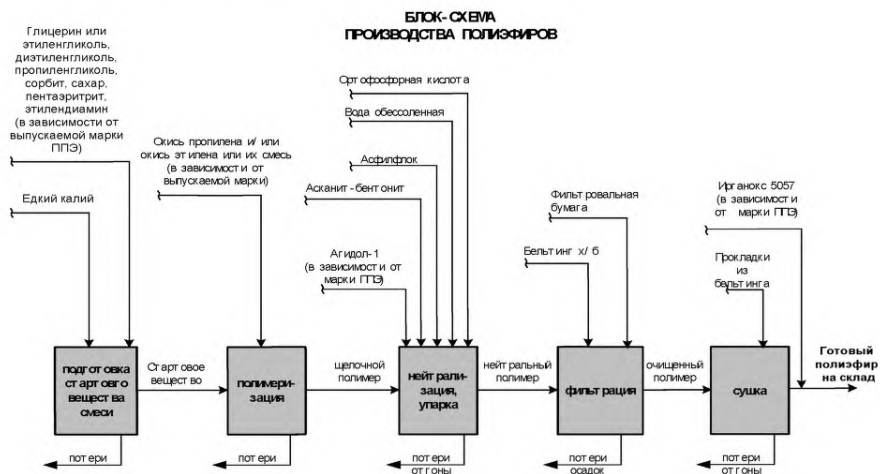 БЛОК-СХЕМА
ПРОИЗВОДСТВА ПОЛИЭФИРОВ
Глицерин или
этиленгликоль,
диэтиленгликоль,
пропиленгликоль,
сорбит, сахар,
пентаэритрит,
этилендиамин
(в зависимости от
выпускаемой марки
ППЭ)
Едкий калий
Окись пропилена и/ или
окись этилена или их смесь
(в зависимости от
выпускаемой марки)
Ортофосфорная кислота
Вода обессоленная
Асфилфлок
Асканит-бентонит
Агидол-1
(в зависимости от
марки ППЭ)
Фильтровальная
бумага
Бельтинг х/ б
Ирганокс 5057
(в зависимости
от марки ППЭ)
Прокладки
из
бельтинга
подготовка
стартовго
вещества
смеси
Стартовое
вещество
полимери-
зация
щелочной
полимер
нейтрали-
зация,
упарка
нейтральный
полимер
фильтрация
очищенный
полимер
сушка
Готовый
полиэфир
на склад
потери
потери
потери
отгоны
потери
осадок
потери
отгоны